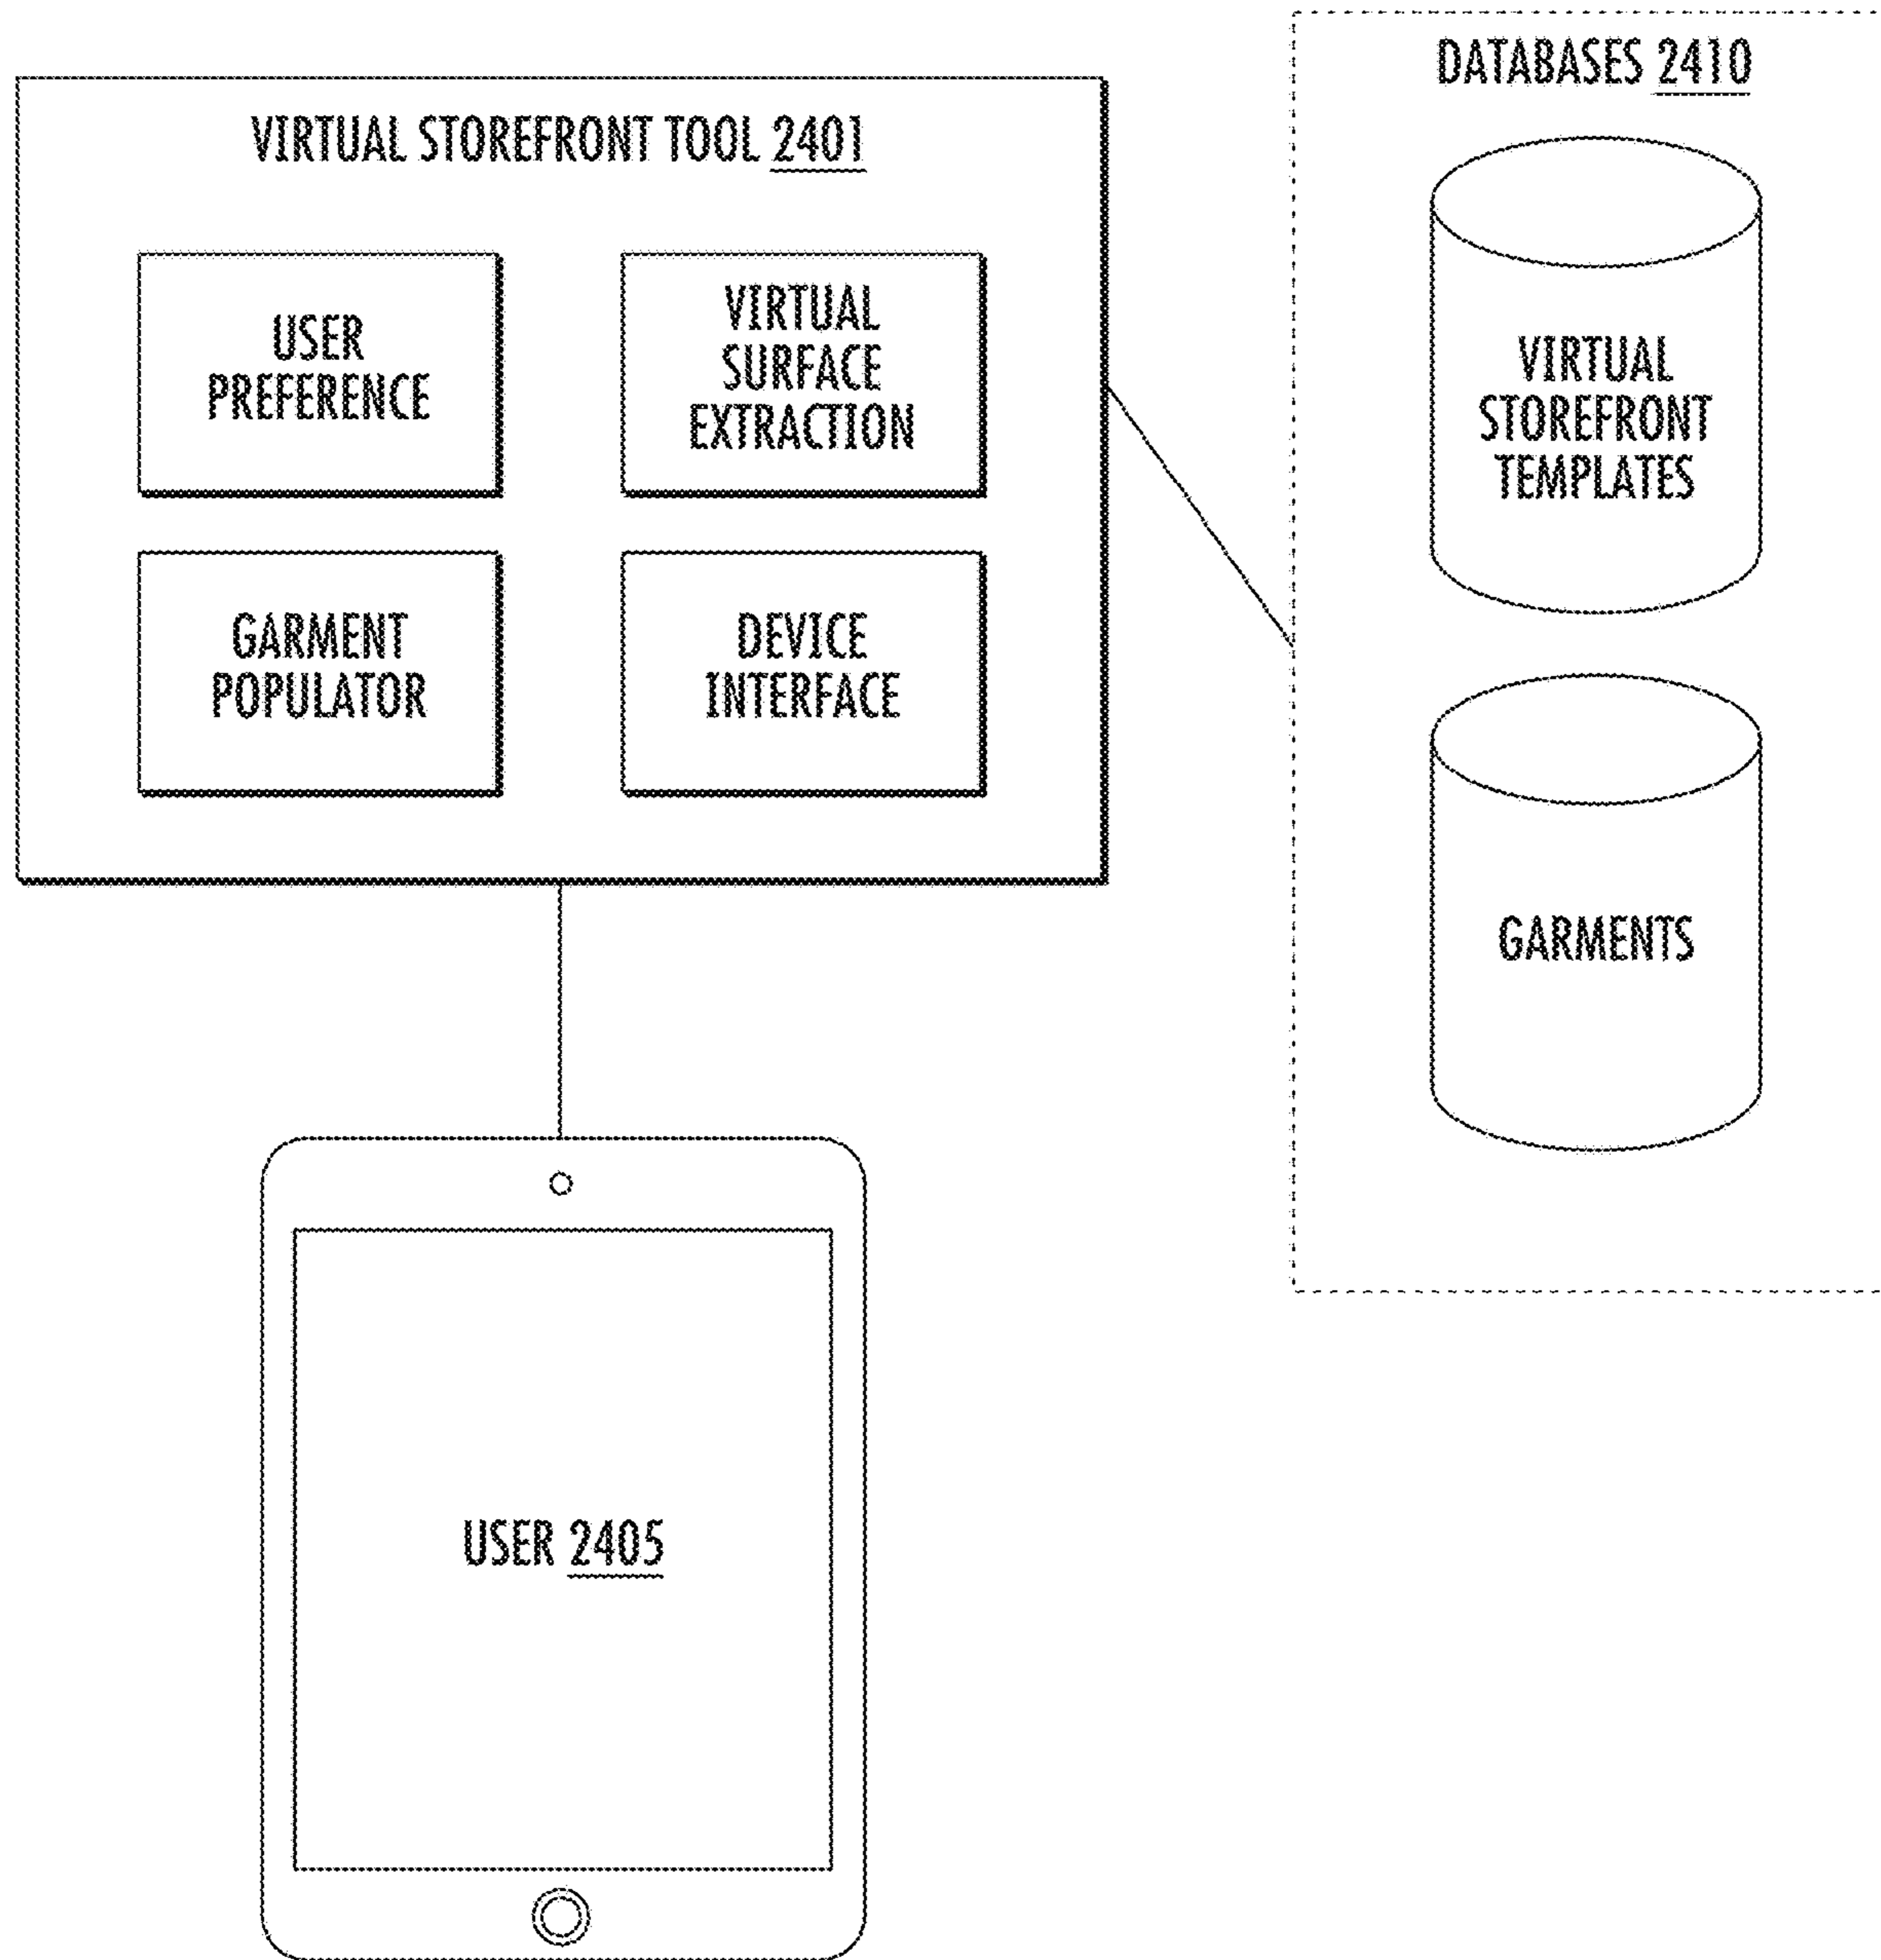 DATABASES 2410
VIRTUAL STOREFRONT TOOL 2401
USER
PREFERENCE
VIRTUAL
SURFACE
EXTRACTION
GARMENT
POPULATOR
DEVICE
INTERFACE
VIRTUAL
STOREFRONT
TEMPLATES
GARMENTS
USER 2405